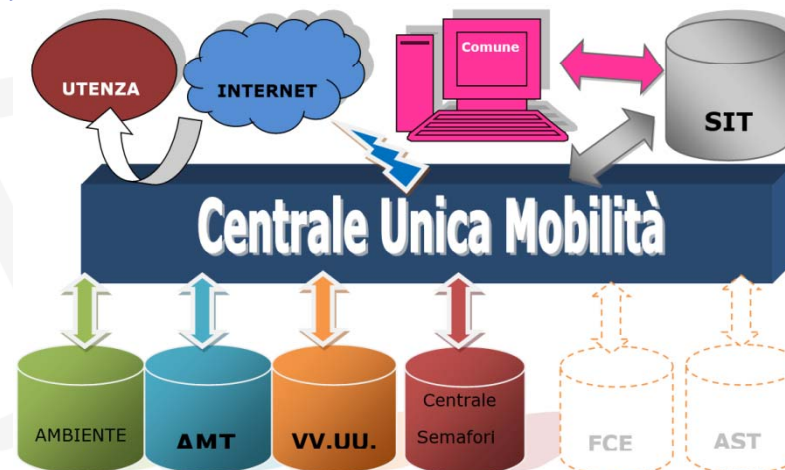 Comune
UTENZA
INTERNET
SIT
Centrale Unica Mobilità
AMBIENTE
AMT
VV.UU.
Centrale
Semafori
FCE
AST